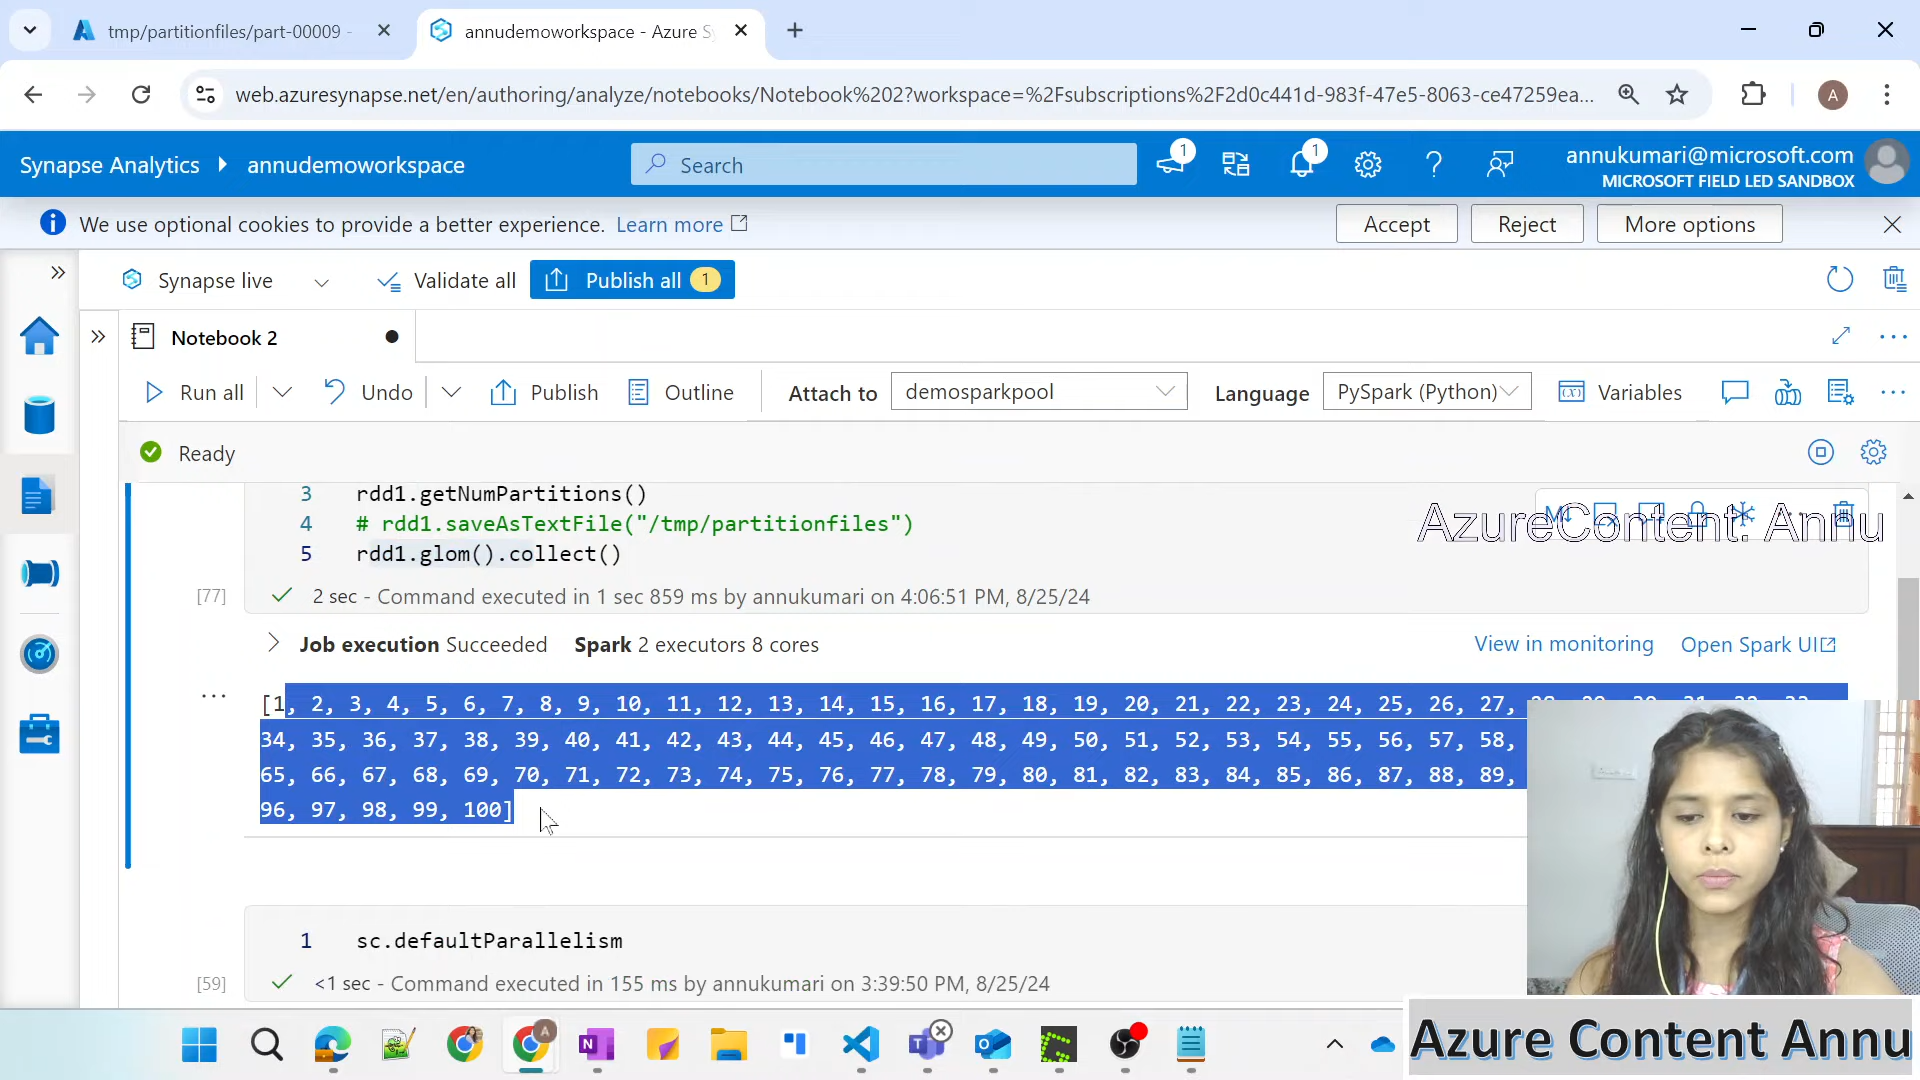 tmp/partitionfiles/part-00009 -
annudemoworkspace - Azure S
web.azuresynapse.net/en/authoring/analyze/notebooks/Notebook%202?workspace=%2Fsubscriptions%2F2d0c441d-983f-47e5-8063-ce47259ea...
A
Synapse Analytics
annudemoworkspace
Search
1
1
annukumari@microsoft.com
MICROSOFT FIELD LED SANDBOX
We use optional cookies to provide a better experience. Learn more
Accept
Reject
More options
Synapse live
Validate all
Publish all 1
Notebook 2
Run all
Undo
Publish
Outline
Attach to
demosparkpool
Language
PySpark (Python)
Variables
Ready
3 rdd1.getNumPartitions()
4 # rdd1.saveAsTextFile("/tmp/partitionfiles")
AzureContent. Annu
5 rdd1.glom().collect()
[77] 2 sec - Command executed in 1 sec 859 ms by annukumari on 4:06:51 PM, 8/25/24
Job execution Succeeded Spark 2 executors 8 cores
View in monitoring
Open Spark UI
[1, 2, 3, 4, 5, 6, 7, 8, 9, 10, 11, 12, 13, 14, 15, 16, 17, 18, 19, 20, 21, 22, 23, 24, 25, 26, 27,
34, 35, 36, 37, 38, 39, 40, 41, 42, 43, 44, 45, 46, 47, 48, 49, 50, 51, 52, 53, 54, 55, 56, 57, 58,
65, 66, 67, 68, 69, 70, 71, 72, 73, 74, 75, 76, 77, 78, 79, 80, 81, 82, 83, 84, 85, 86, 87, 88, 89,
96, 97, 98, 99, 100]
1 sc.defaultParallelism
[59] <1 sec - Command executed in 155 ms by annukumari on 3:39:50 PM, 8/25/24
Azure Content Annu